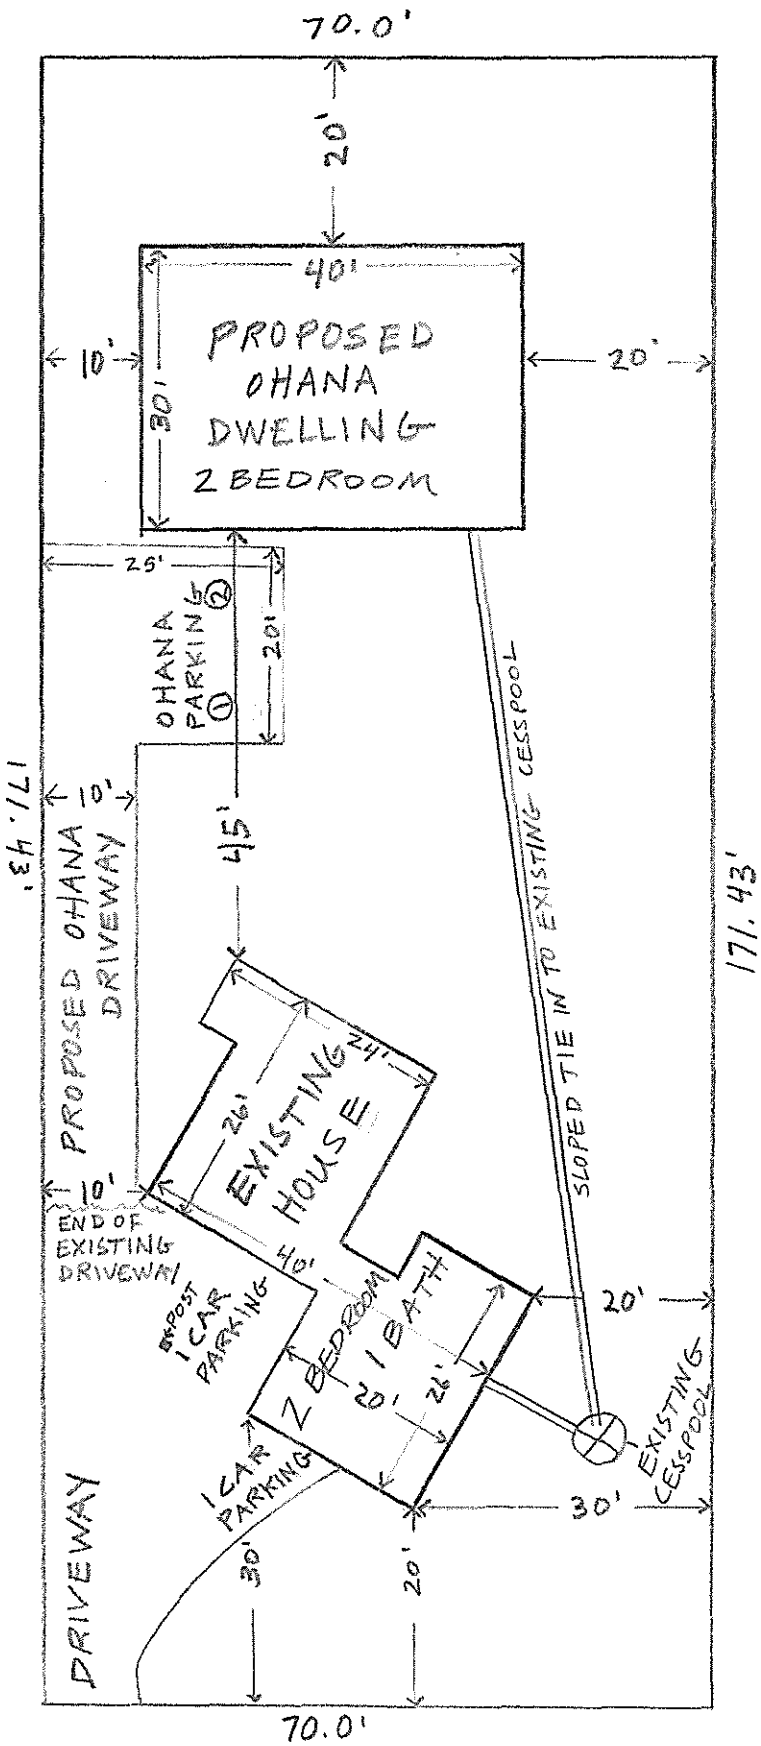 70.0'
20'
40'
10'
30'
PROPOSED
OHANA
DWELLING
2 BEDROOM
20'
25'
OHANA
PARKING
1 2
20'
45'
171.43'
10'
PROPOSED OHANA
DRIVEWAY
SLOPED TIE IN TO EXISTING CESSPOOL
171.43'
24'
26'
EXISTING
HOUSE
10'
END OF
EXISTING
DRIVEWAY
40'
1 CAR
PARKING
2 BEDROOM
1 BATH
20'
26'
20'
EXISTING
CESSPOOL
1 CAR
PARKING
30'
30'
20'
DRIVEWAY
70.0'